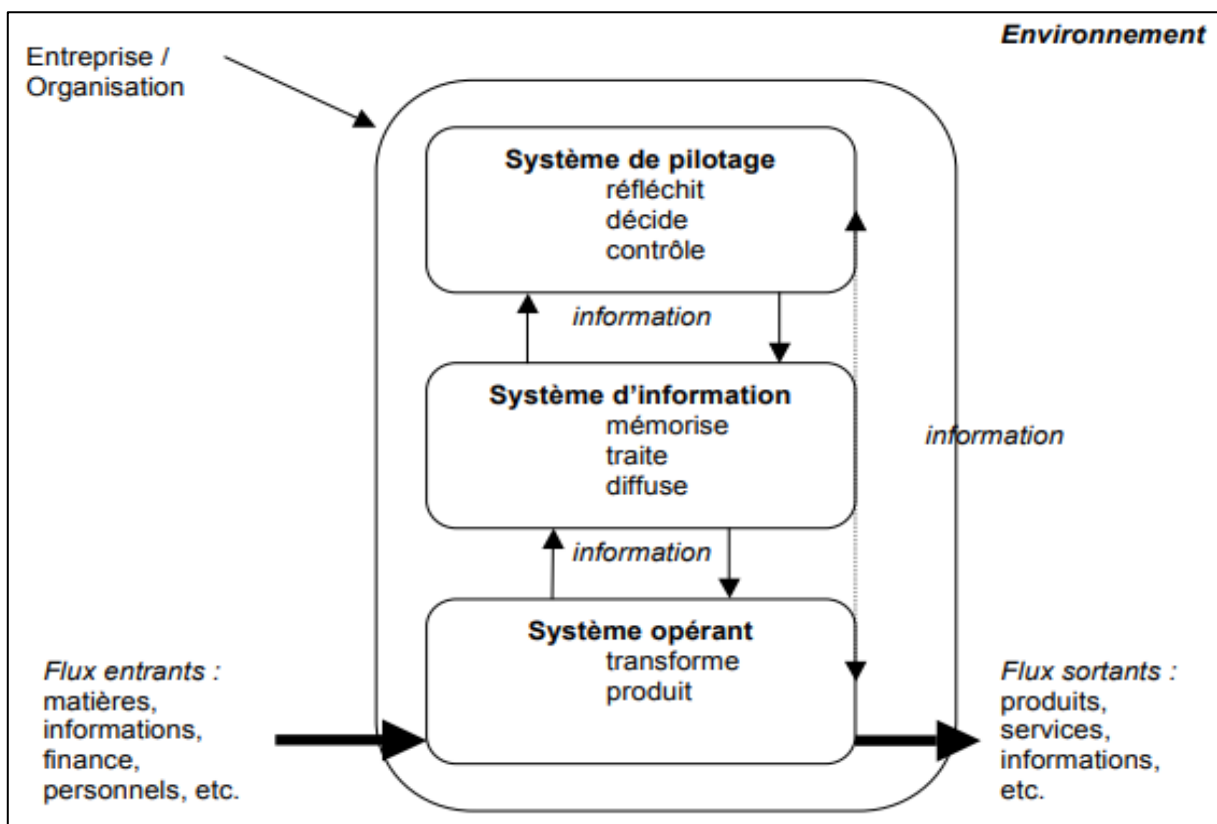 Environnement
Entreprise /
Organisation
Système de pilotage
réfléchit
décide
contrôle
information
Système d’information
mémorise
traite
diffuse
information
information
Système opérant
transforme
produit
Flux entrants :
matières,
informations,
finance,
personnels, etc.
Flux sortants :
produits,
services,
informations,
etc.